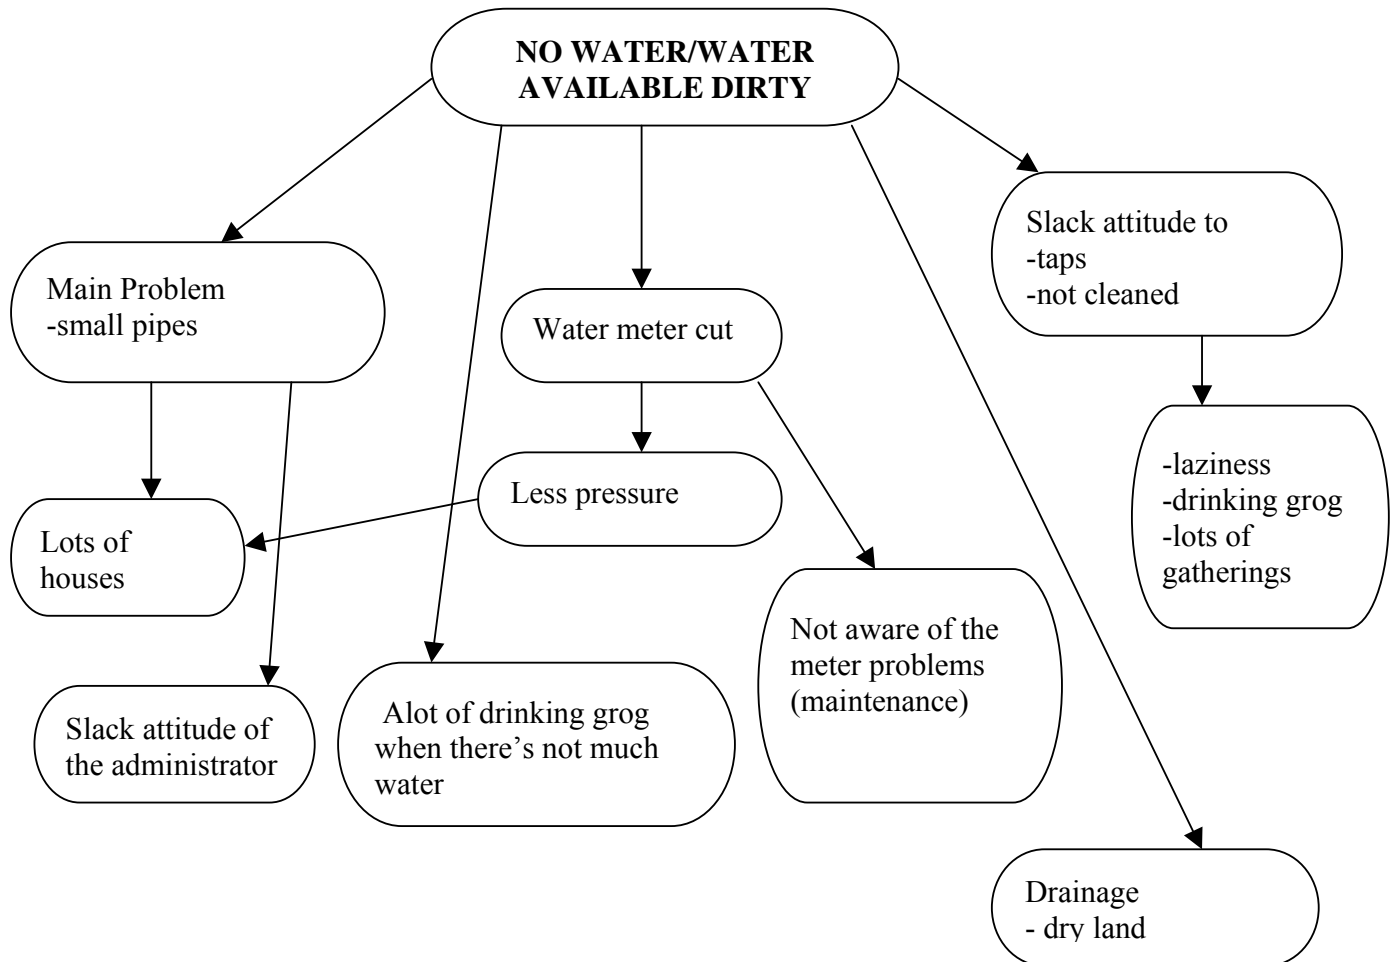 NO WATER/WATER
AVAILABLE DIRTY
Slack attitude to
-taps
-not cleaned
Main Problem
-small pipes
Water meter cut
-laziness
-drinking grog
-lots of
gatherings
Less pressure
Lots of
houses
Not aware of the
meter problems
(maintenance)
Slack attitude of
the administrator
Alot of drinking grog
when there's not much
water
Drainage
- dry land